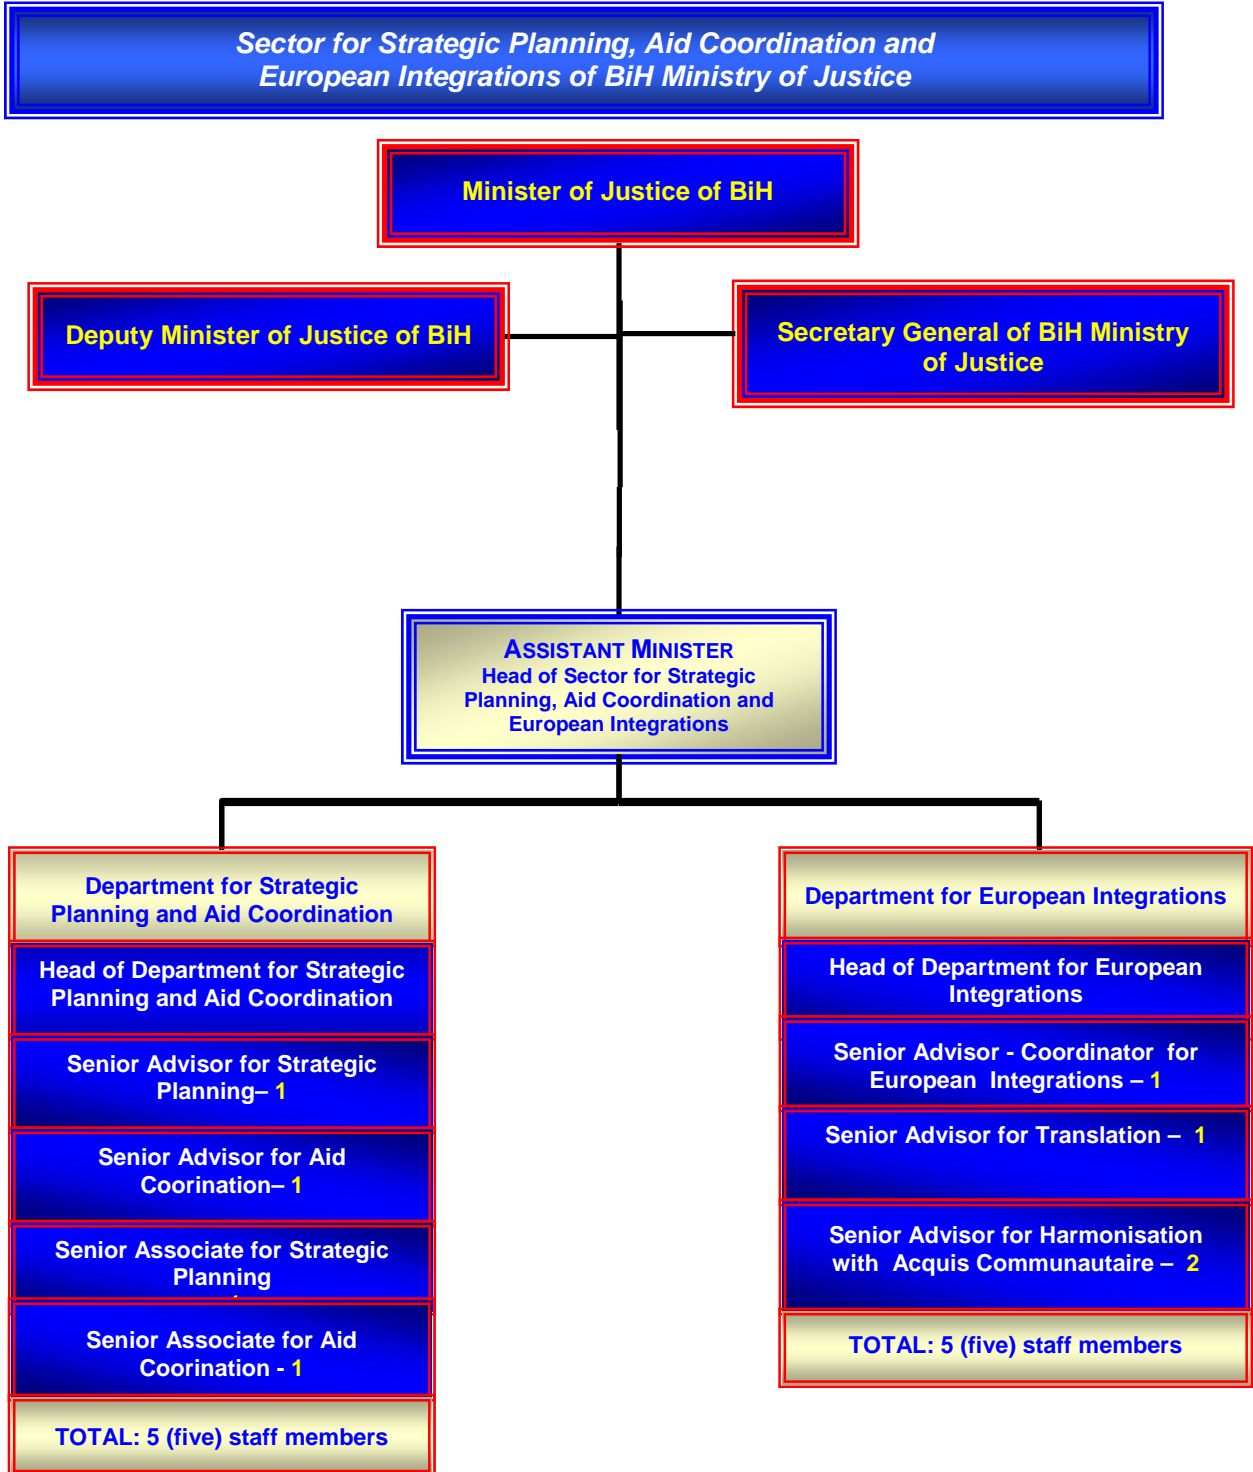 Sector for Strategic Planning, Aid Coordination and
European Integrations of BiH Ministry of Justice
Minister of Justice of BiH
Deputy Minister of Justice of BiH
Secretary General of BiH Ministry
of Justice
ASSISTANT MINISTER
Head of Sector for Strategic
Planning, Aid Coordination and
European Integrations
Department for Strategic
Planning and Aid Coordination
Head of Department for Strategic
Planning and Aid Coordination
Senior Advisor for Strategic
Planning– 1
Senior Advisor for Aid
Coorination– 1
Senior Associate for Strategic
Planning
Senior Associate for Aid
Coorination - 1
TOTAL: 5 (five) staff members
Department for European Integrations
Head of Department for European
Integrations
Senior Advisor - Coordinator for
European Integrations – 1
Senior Advisor for Translation – 1
Senior Advisor for Harmonisation
with Acquis Communautaire – 2
TOTAL: 5 (five) staff members